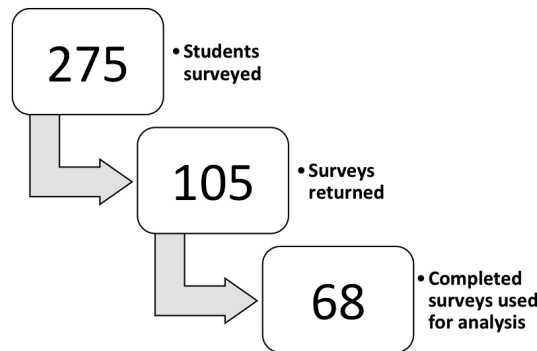 275
• Students
surveyed
105
• Surveys
returned
68
• Completed
surveys used
for analysis